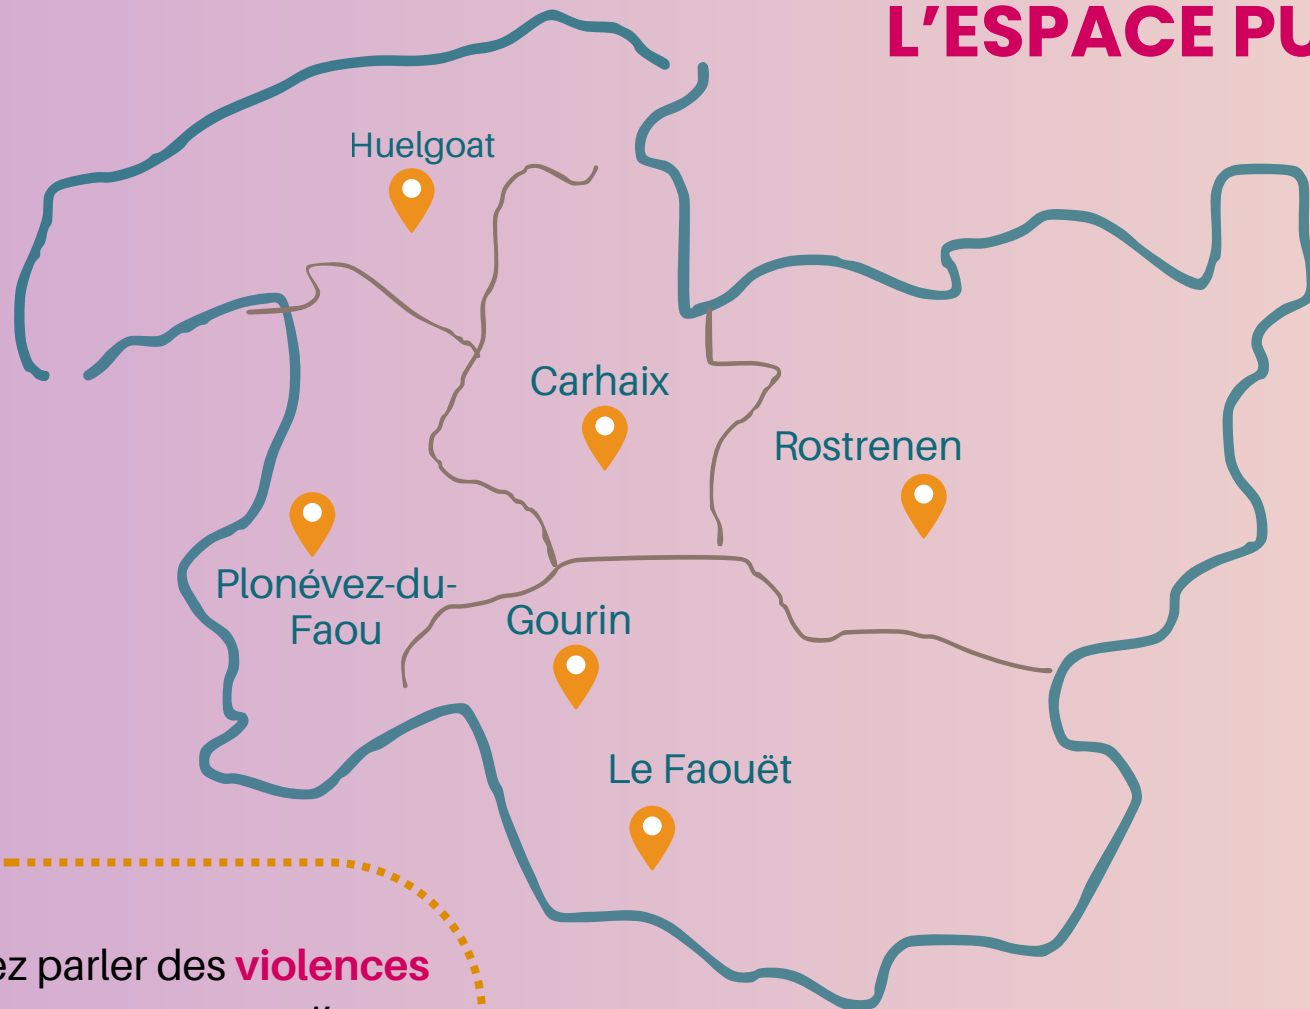 L’ESPACE PU
Huelgoat
Carhaix
Rostrenen
Plonévez-du-
Faou
Gourin
Le Faouët
ez parler des violences